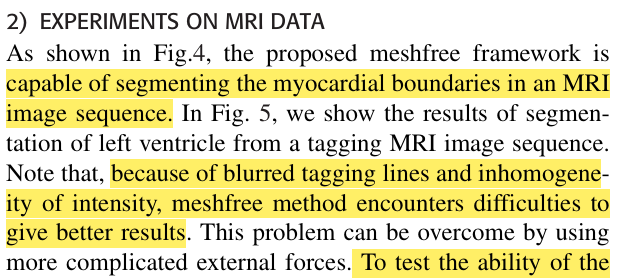 2) EXPERIMENTS ON MRI DATA
As shown in Fig.4, the proposed meshfree framework is
capable of segmenting the myocardial boundaries in an MRI
image sequence. In Fig. 5, we show the results of segmen-
tation of left ventricle from a tagging MRI image sequence.
Note that, because of blurred tagging lines and inhomogene-
ity of intensity, meshfree method encounters difficulties to
give better results. This problem can be overcome by using
more complicated external forces. To test the ability of the